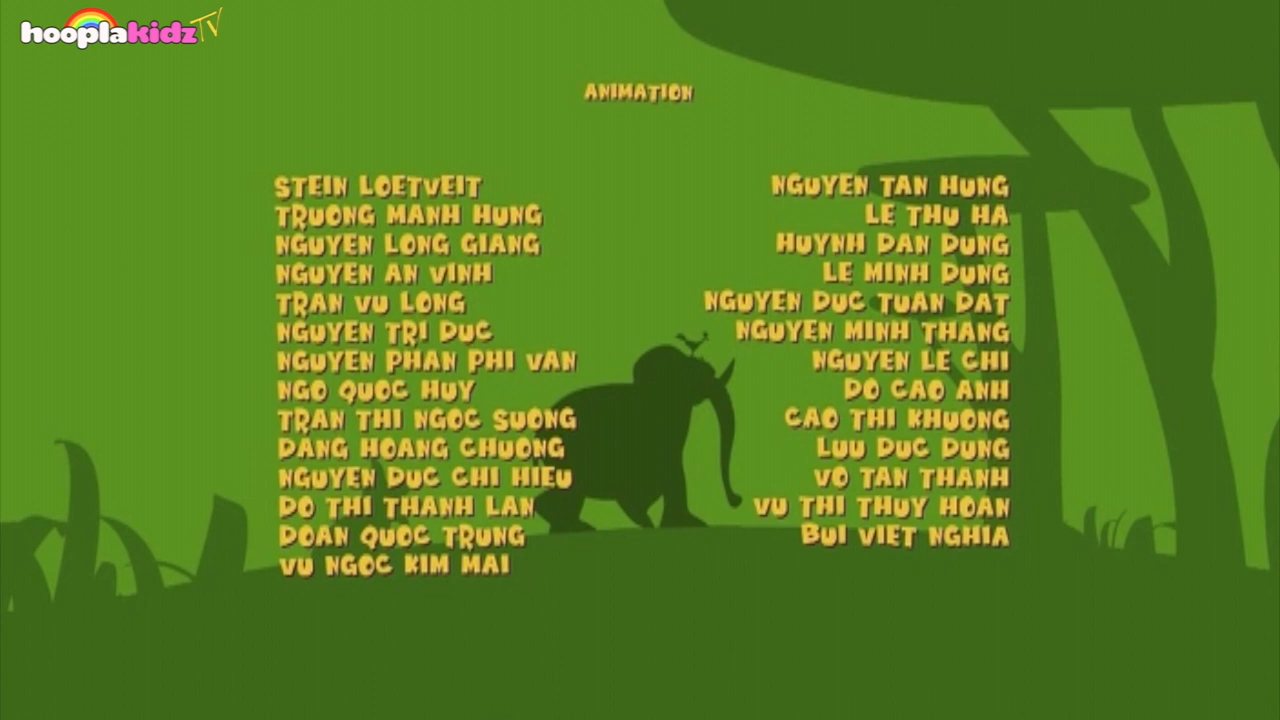 hooplakidz TV
ANIMATION
STEIN LOETVEIT
TRUONG MANH HUNG
NGUYEN LONG GIANG
NGUYEN AN VINH
TRAN VU LONG
NGUYEN TRI DUC
NGUYEN PHAN PHI VAN
NGO QUOC HUY
TRAN THI NGOC SUONG
DANG HOANG CHUONG
NGUYEN DUC CHI HIEU
DO THI THANH LAN
DOAN QUOC TRUNG
VU NGOC KIM MAI
NGUYEN TAN HUNG
LE THU HA
HUYNH DAN DUNG
LE MINH DUNG
NGUYEN DUC TUAN DAT
NGUYEN MINH THANG
NGUYEN LE CHI
DO CAO ANH
CAO THI KHUONG
LUU DUC DUNG
VO TAN THANH
VU THI THUY HOAN
BUI VIET NGHIA